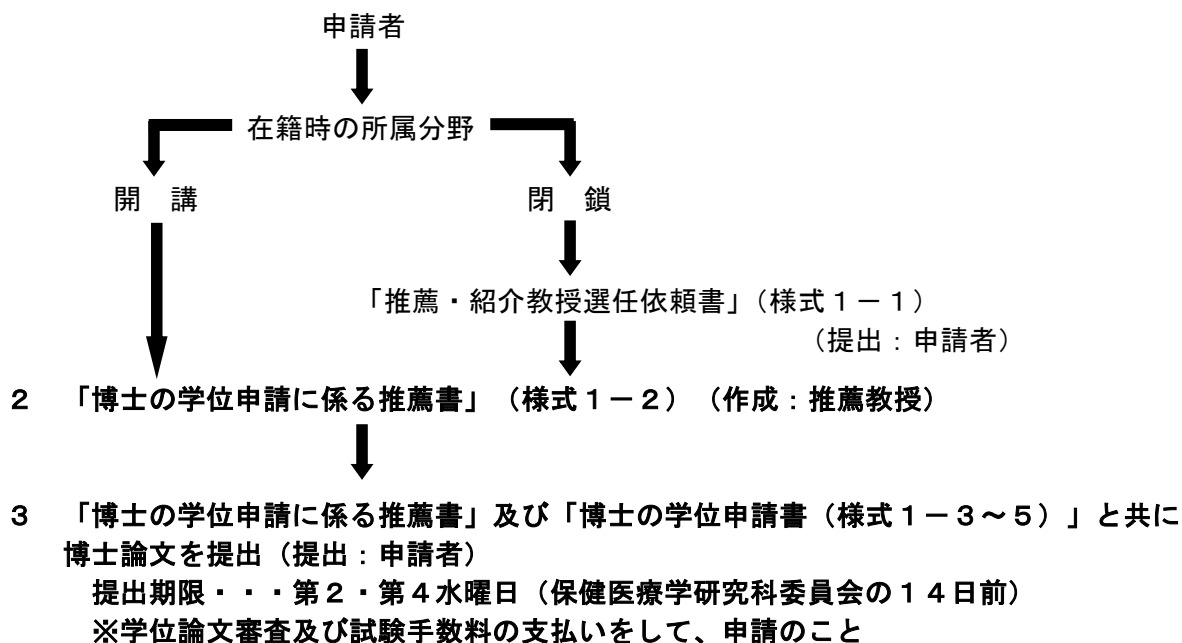 申請者
在籍時の所属分野
開　講
閉　鎖
「推薦・紹介教授選任依頼書」（様式１－１）
（提出：申請者）
２　「博士の学位申請に係る推薦書」（様式１－２）（作成：推薦教授）
３　「博士の学位申請に係る推薦書」及び「博士の学位申請書（様式１－３～５）」と共に
博士論文を提出（提出：申請者）
提出期限・・・第２・第４水曜日（保健医療学研究科委員会の１４日前）
※学位論文審査及び試験手数料の支払いをして、申請のこと